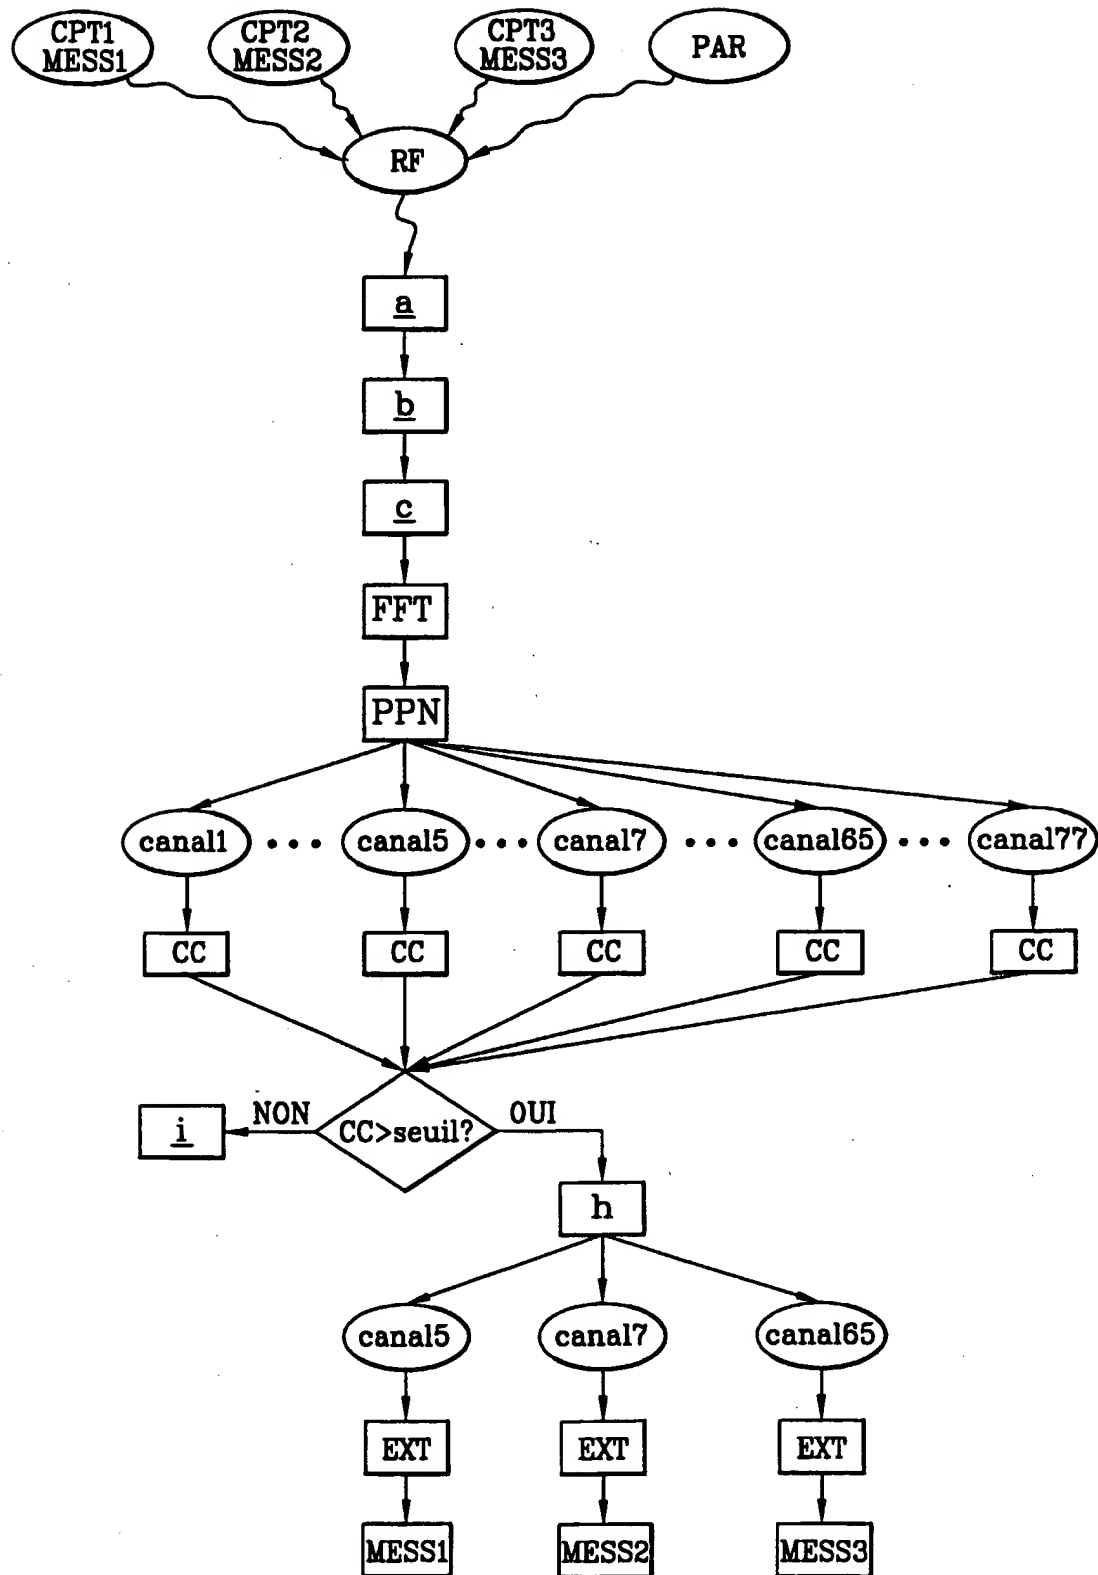 CPT1
MESS1
CPT2
MESS2
CPT3
MESS3
PAR
RF
a
b
c
FFT
PPN
canal1 ••• canal5 ••• canal7 ••• canal65 ••• canal77
CC CC CC CC CC
i NON CC>seuil? OUI
h
canal5 canal7 canal65
EXT EXT EXT
MESS1 MESS2 MESS3